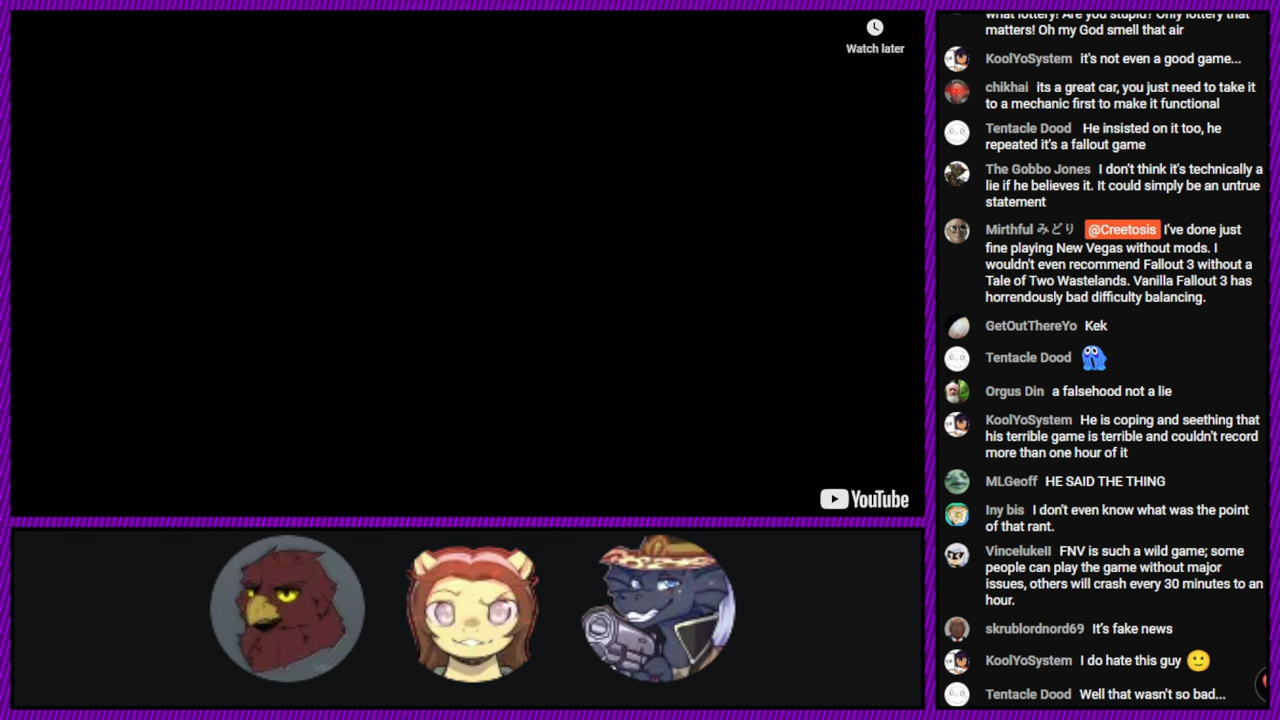 Watch later
YouTube
what lottery! Are you stupid? Only lottery that
matters! Oh my God smell that air
KoolYoSystem it's not even a good game...
chikhai its a great car, you just need to take it
to a mechanic first to make it functional
Tentacle Dood He insisted on it too, he
repeated it's a fallout game
The Gobbo Jones I don't think it's technically a
lie if he believes it. It could simply be an untrue
statement
Mirthful みどり @Creetosis I've done just
fine playing New Vegas without mods. I
wouldn't even recommend Fallout 3 without a
Tale of Two Wastelands. Vanilla Fallout 3 has
horrendously bad difficulty balancing.
GetOutThereYo Kek
Tentacle Dood
Orgus Din a falsehood not a lie
KoolYoSystem He is coping and seething that
his terrible game is terrible and couldn't record
more than one hour of it
MLGeoff HE SAID THE THING
Iny bis I don't even know what was the point
of that rant.
Vincelukell FNV is such a wild game; some
people can play the game without major
issues, others will crash every 30 minutes to an
hour.
skrublordnord69 It's fake news
KoolYoSystem I do hate this guy
Tentacle Dood Well that wasn't so bad...